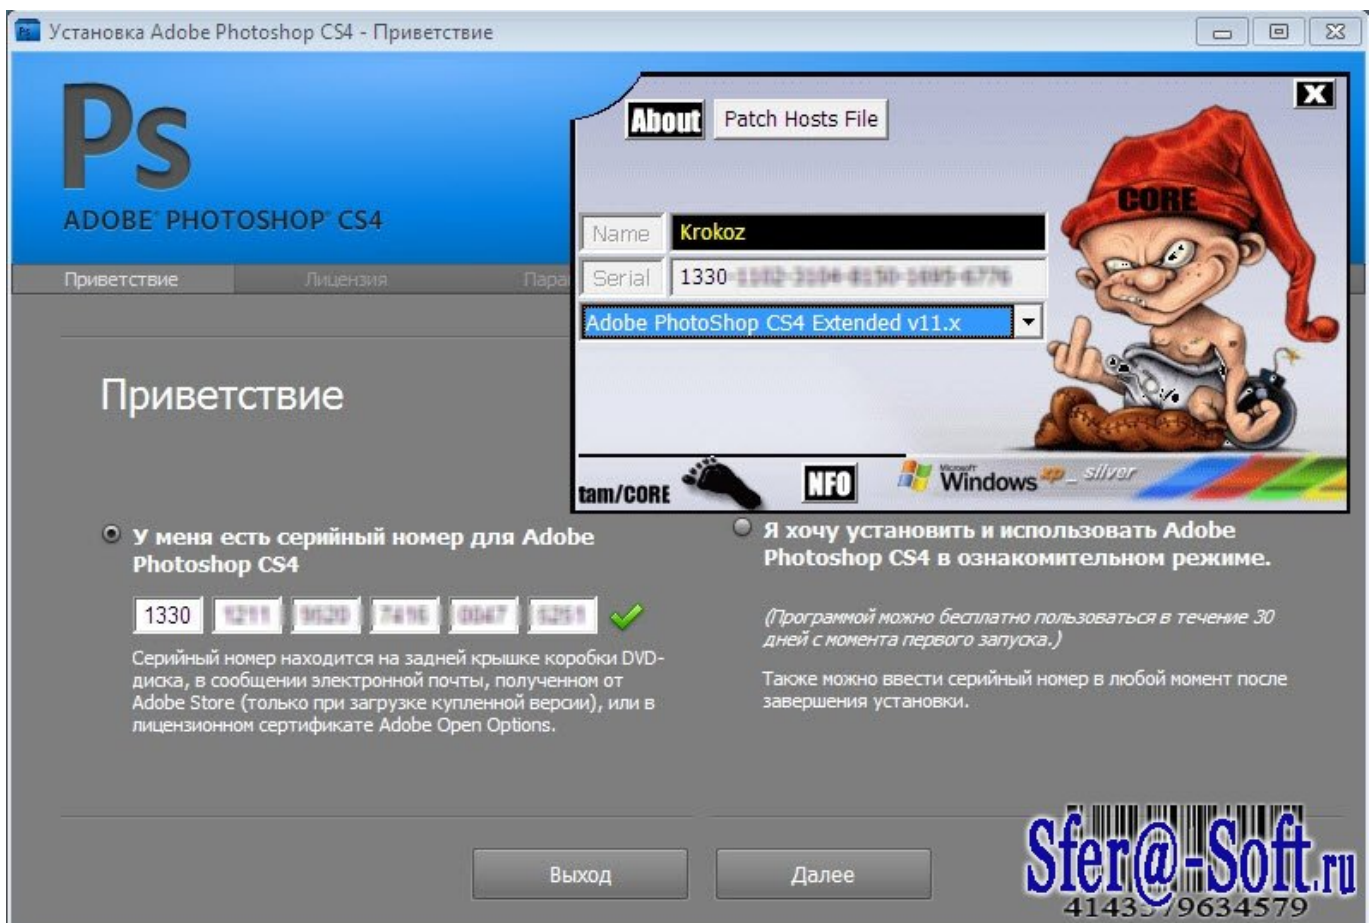 Установка Adobe Photoshop CS4 - Приветствие
Ps
ADOBE® PHOTOSHOP® CS4
Приветствие Лицензия Пара
About Patch Hosts File X
CORE
Name Krokoz
Serial 1330
Adobe PhotoShop CS4 Extended v11.x
tam/CORE NFO Microsoft Windows xp_ silver
Приветствие
У меня есть серийный номер для Adobe
Photoshop CS4
1330
Серийный номер находится на задней крышке коробки DVD-
диска, в сообщении электронной почты, полученном от
Adobe Store (только при загрузке купленной версии), или в
лицензионном сертификате Adobe Open Options.
Я хочу установить и использовать Adobe
Photoshop CS4 в ознакомительном режиме.
(Программой можно бесплатно пользоваться в течение 30
дней с момента первого запуска.)
Также можно ввести серийный номер в любой момент после
завершения установки.
Выход Далее
Sfer@-Soft.ru